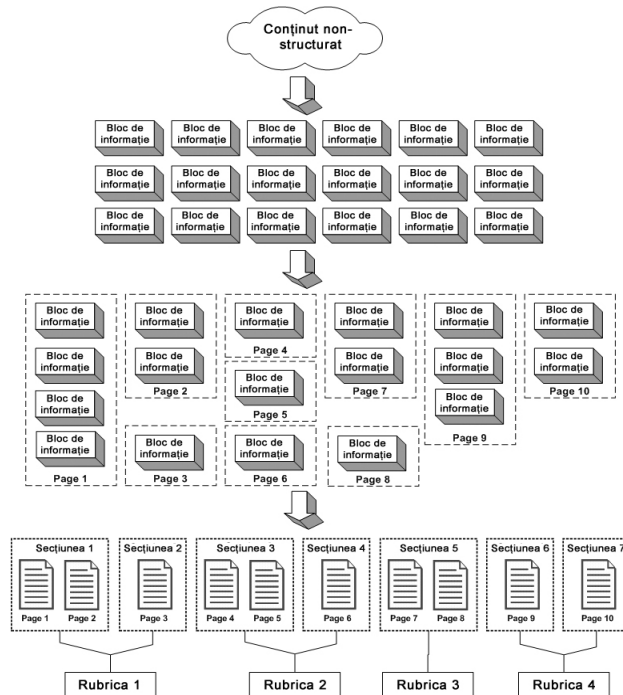 Conținut non-
structurat
Bloc de
informație
Bloc de
informație
Bloc de
informație
Bloc de
informație
Bloc de
informație
Bloc de
informație
Bloc de
informație
Bloc de
informație
Bloc de
informație
Bloc de
informație
Bloc de
informație
Bloc de
informație
Bloc de
informație
Bloc de
informație
Bloc de
informație
Bloc de
informație
Bloc de
informație
Bloc de
informație
Bloc de
informație
Bloc de
informație
Bloc de
informație
Bloc de
informație
Page 1
Bloc de
informație
Bloc de
informație
Page 2
Bloc de
informație
Page 3
Bloc de
informație
Page 4
Bloc de
informație
Page 5
Bloc de
informație
Page 6
Bloc de
informație
Bloc de
informație
Page 7
Bloc de
informație
Page 8
Bloc de
informație
Bloc de
informație
Bloc de
informație
Page 9
Bloc de
informație
Bloc de
informație
Page 10
Secțiunea 1
Page 1
Page 2
Secțiunea 2
Page 3
Secțiunea 3
Page 4
Page 5
Secțiunea 4
Page 6
Secțiunea 5
Page 7
Page 8
Secțiunea 6
Page 9
Secțiunea 7
Page 10
Rubrica 1
Rubrica 2
Rubrica 3
Rubrica 4